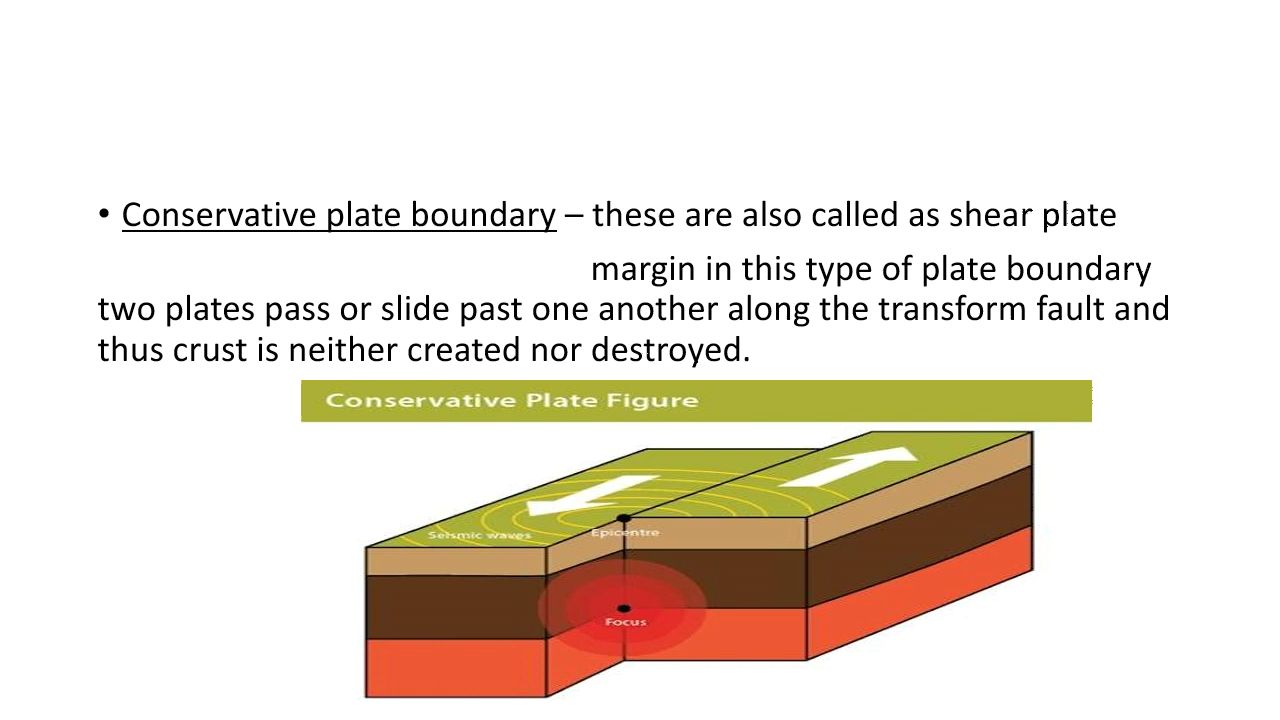 • Conservative plate boundary – these are also called as shear plate
margin in this type of plate boundary
two plates pass or slide past one another along the transform fault and
thus crust is neither created nor destroyed.
Conservative Plate Figure
Seismic waves
Epicentre
Focus